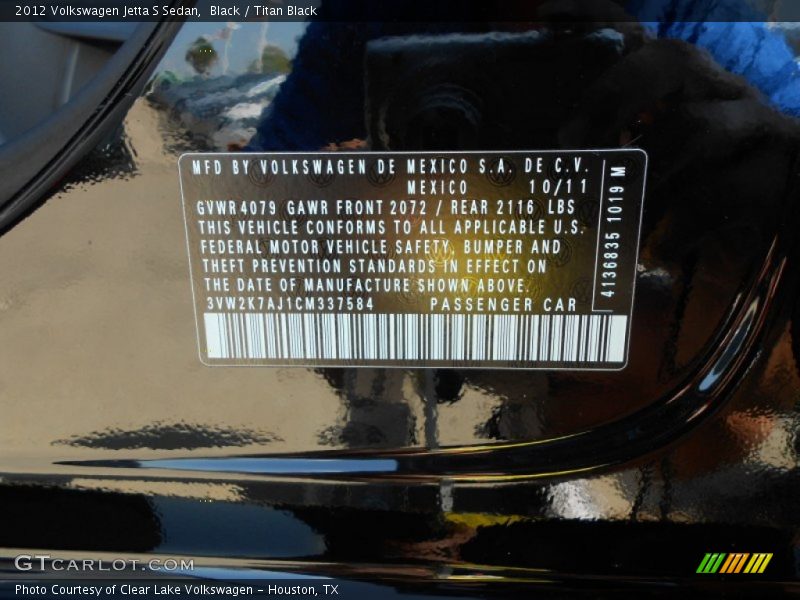 2012 Volkswagen Jetta S Sedan,  Black / Titan Black
MFD BY VOLKSWAGEN DE MEXICO S.A. DE C.V.
MEXICO 10/11
GVWR 4079 GAWR FRONT 2072 / REAR 2116 LBS
THIS VEHICLE CONFORMS TO ALL APPLICABLE U.S.
FEDERAL MOTOR VEHICLE SAFETY, BUMPER AND
THEFT PREVENTION STANDARDS IN EFFECT ON
THE DATE OF MANUFACTURE SHOWN ABOVE.
3VW2K7AJ1CM337584 PASSENGER CAR
4136835 1019 M
GTCARLOT.COM
Photo Courtesy of Clear Lake Volkswagen - Houston, TX